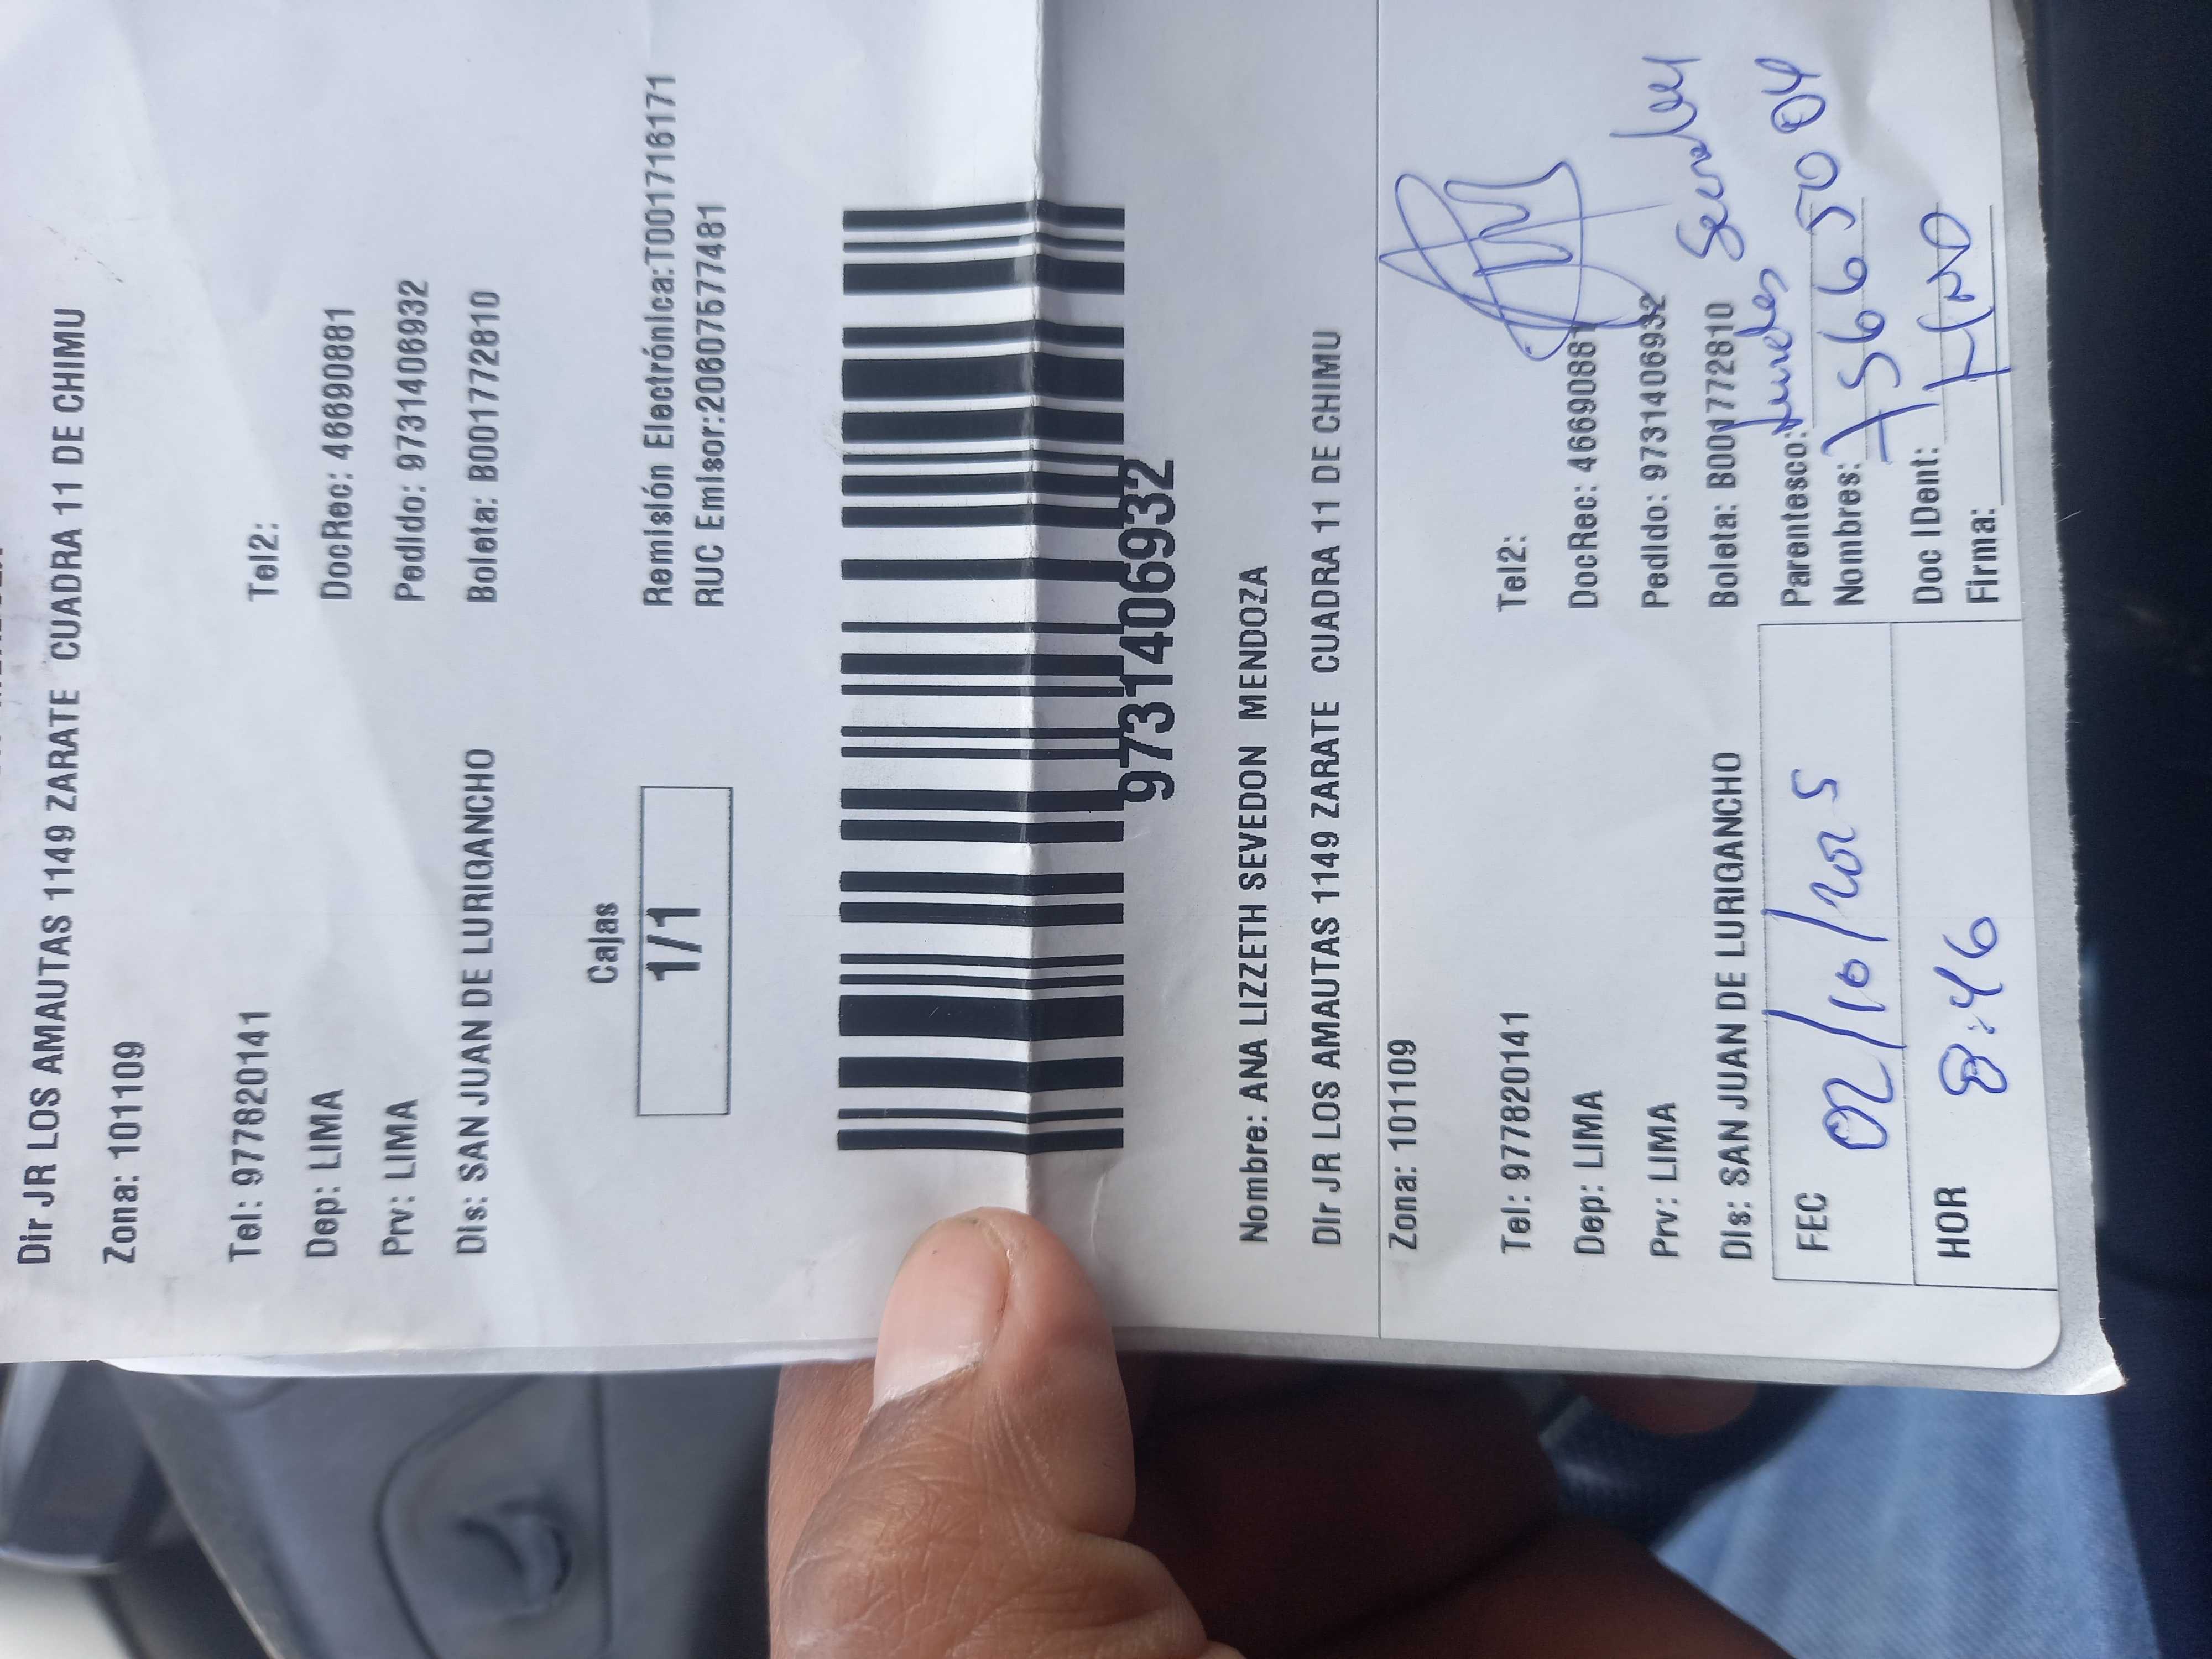 Dir JR LOS AMAUTAS 1149 ZARATE CUADRA 11 DE CHIMU
Zona: 101109
Tel: 977820141 Tel2:
Dep: LIMA DocRec: 46690881
Prv: LIMA Pedido: 9731406932
Dis: SAN JUAN DE LURIGANCHO Boleta: B001772810
Cajas
1/1
Remisión Electrónica:T001716171
RUC Emisor:20607577481
9731406932
Nombre: ANA LIZZETH SEVEDON MENDOZA
Dir JR LOS AMAUTAS 1149 ZARATE CUADRA 11 DE CHIMU
Zona: 101109
Tel: 977820141 Tel2:
Dep: LIMA DocRec: 46690881
Prv: LIMA Pedido: 9731406932
Dis: SAN JUAN DE LURIGANCHO Boleta: B001772810
FEC 02/10/2025
HOR 8:46
Parentesco:
Nombres: 75665004
Doc IDent: HNO
Firma: